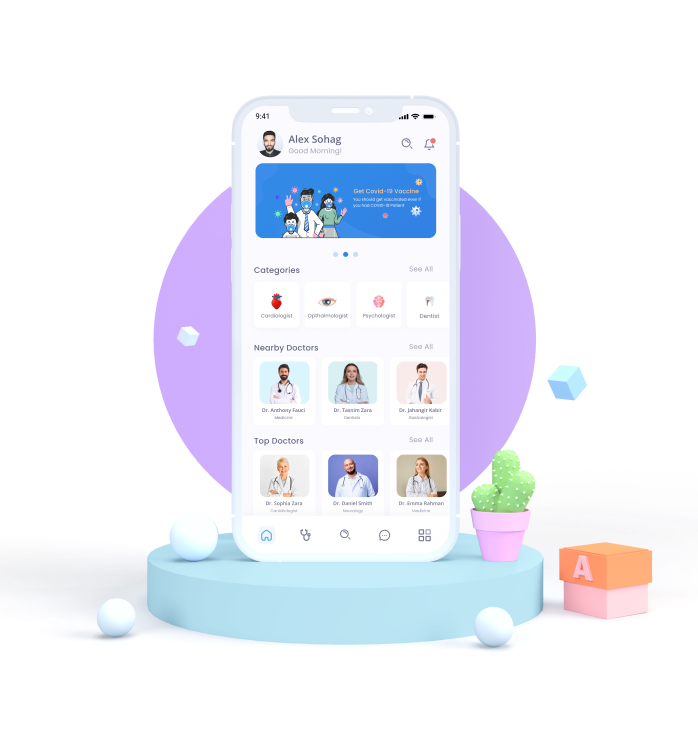 9:41
Alex Sohag
Good Morning!
Get Covid-19 Vaccine
You should get vaccinated even if
you had COVID-19 Patient
Categories
See All
Cardiologist
Opthalmologist
Psychologist
Dentist
Nearby Doctors
See All
Dr. Anthony Fauci
Dr. Tasnim Zara
Dr. Jahangir Kabir
Medicine
Dentists
Top Doctors
See All
Dr. Sophia Zara
Dr. Daniel Smith
Dr. Emma Rahman
Cardiologist
Neurology
Medicine
A